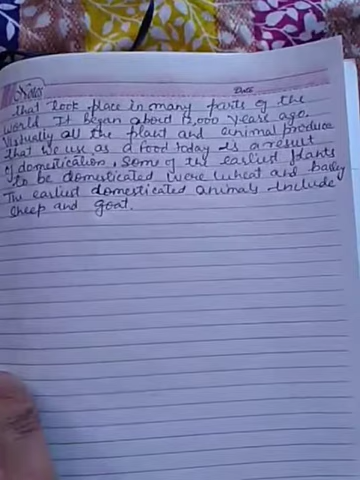 Notes
Date
that took place in many parts of the
world It began about 12,000 years ago.
Virtually all the plant and animal produce
that we use as a food today is a result
of domestication. Some of the earliest plants
to be domesticated were wheat and barley
The earliest domesticated animals include
sheep and goat.